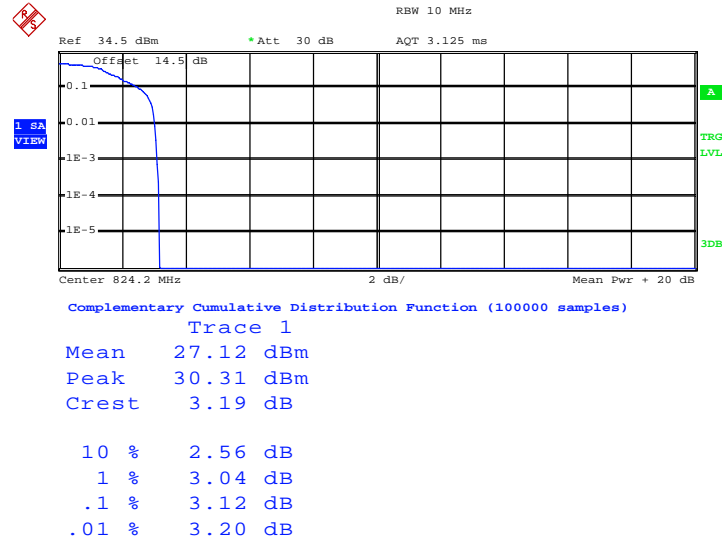 R S
RBW 10 MHz
Ref 34.5 dBm *Att 30 dB AQT 3.125 ms
Offset 14.5 dB
0.1
A
0.01
1 SA
VIEW
TRG
LVL
1E-3
1E-4
1E-5
3DB
Center 824.2 MHz 2 dB/ Mean Pwr + 20 dB
Complementary Cumulative Distribution Function (100000 samples)
Trace 1
Mean 27.12 dBm
Peak 30.31 dBm
Crest 3.19 dB
10 % 2.56 dB
1 % 3.04 dB
.1 % 3.12 dB
.01 % 3.20 dB